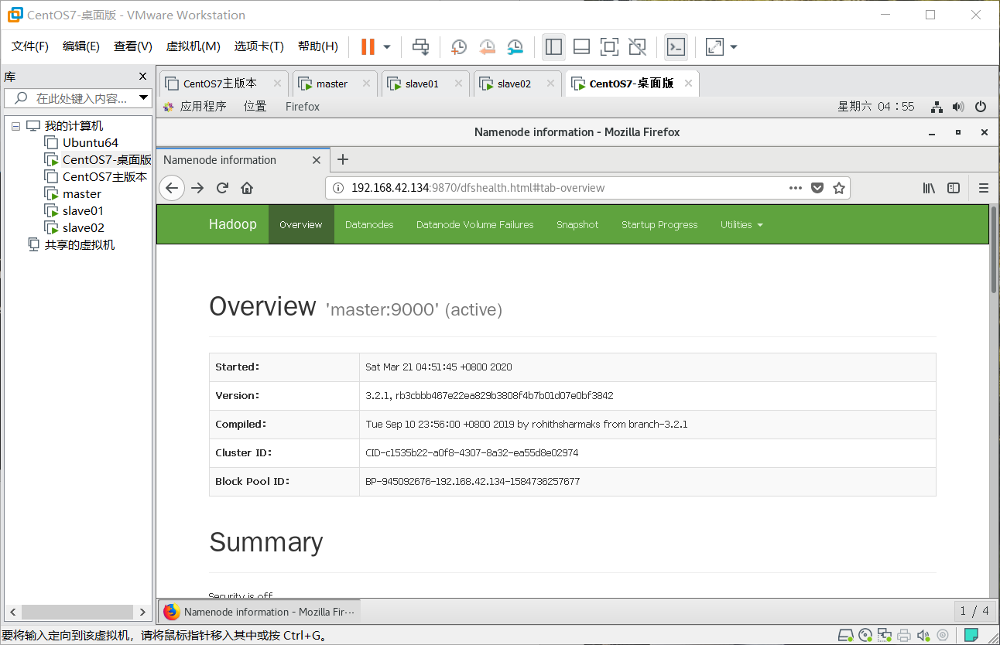 CentOS7-桌面版 - VMware Workstation
文件(F) 编辑(E) 查看(V) 虚拟机(M) 选项卡(T) 帮助(H)
库
在此处键入内容...
我的计算机
Ubuntu64
CentOS7-桌面版
CentOS7主版本
master
slave01
slave02
共享的虚拟机
CentOS7主版本 master slave01 slave02 CentOS7-桌面版
应用程序 位置 Firefox 星期六 04：55
Namenode information - Mozilla Firefox
Namenode information
192.168.42.134:9870/dfshealth.html#tab-overview
Hadoop Overview Datanodes Datanode Volume Failures Snapshot Startup Progress Utilities
Overview 'master:9000' (active)
Started: Sat Mar 21 04:51:45 +0800 2020
Version: 3.2.1, rb3cbbb467e22ea829b3808f4b7b01d07e0bf3842
Compiled: Tue Sep 10 23:56:00 +0800 2019 by rohithsharmaks from branch-3.2.1
Cluster ID: CID-c1535b22-a0f8-4307-8a32-ea55d8e02974
Block Pool ID: BP-945092676-192.168.42.134-1584736257677
Summary
Security is off
Namenode information - Mozilla Fir···
1 / 4
要将输入定向到该虚拟机，请将鼠标指针移入其中或按 Ctrl+G。